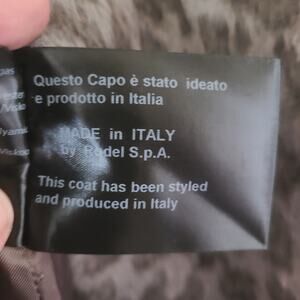 Questo Capo è stato ideato
e prodotto in Italia
MADE in ITALY
by Rodel S.p.A.
This coat has been styled
and produced in Italy